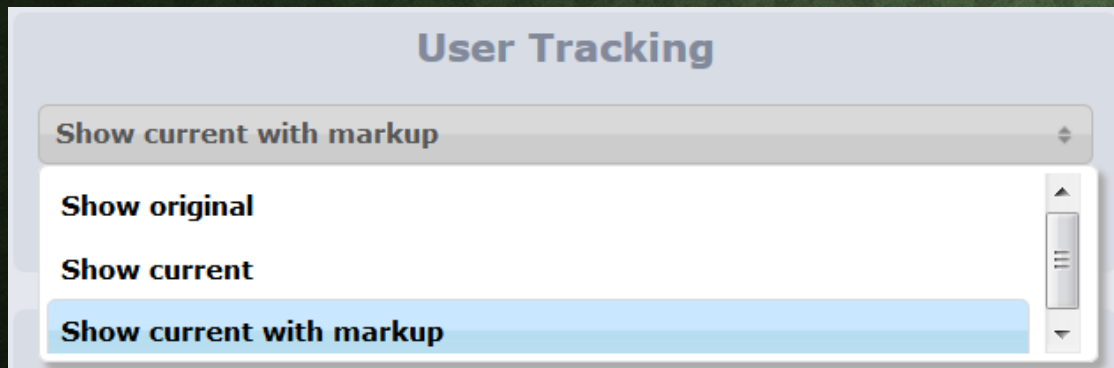 User Tracking
Show current with markup
Show original
Show current
Show current with markup